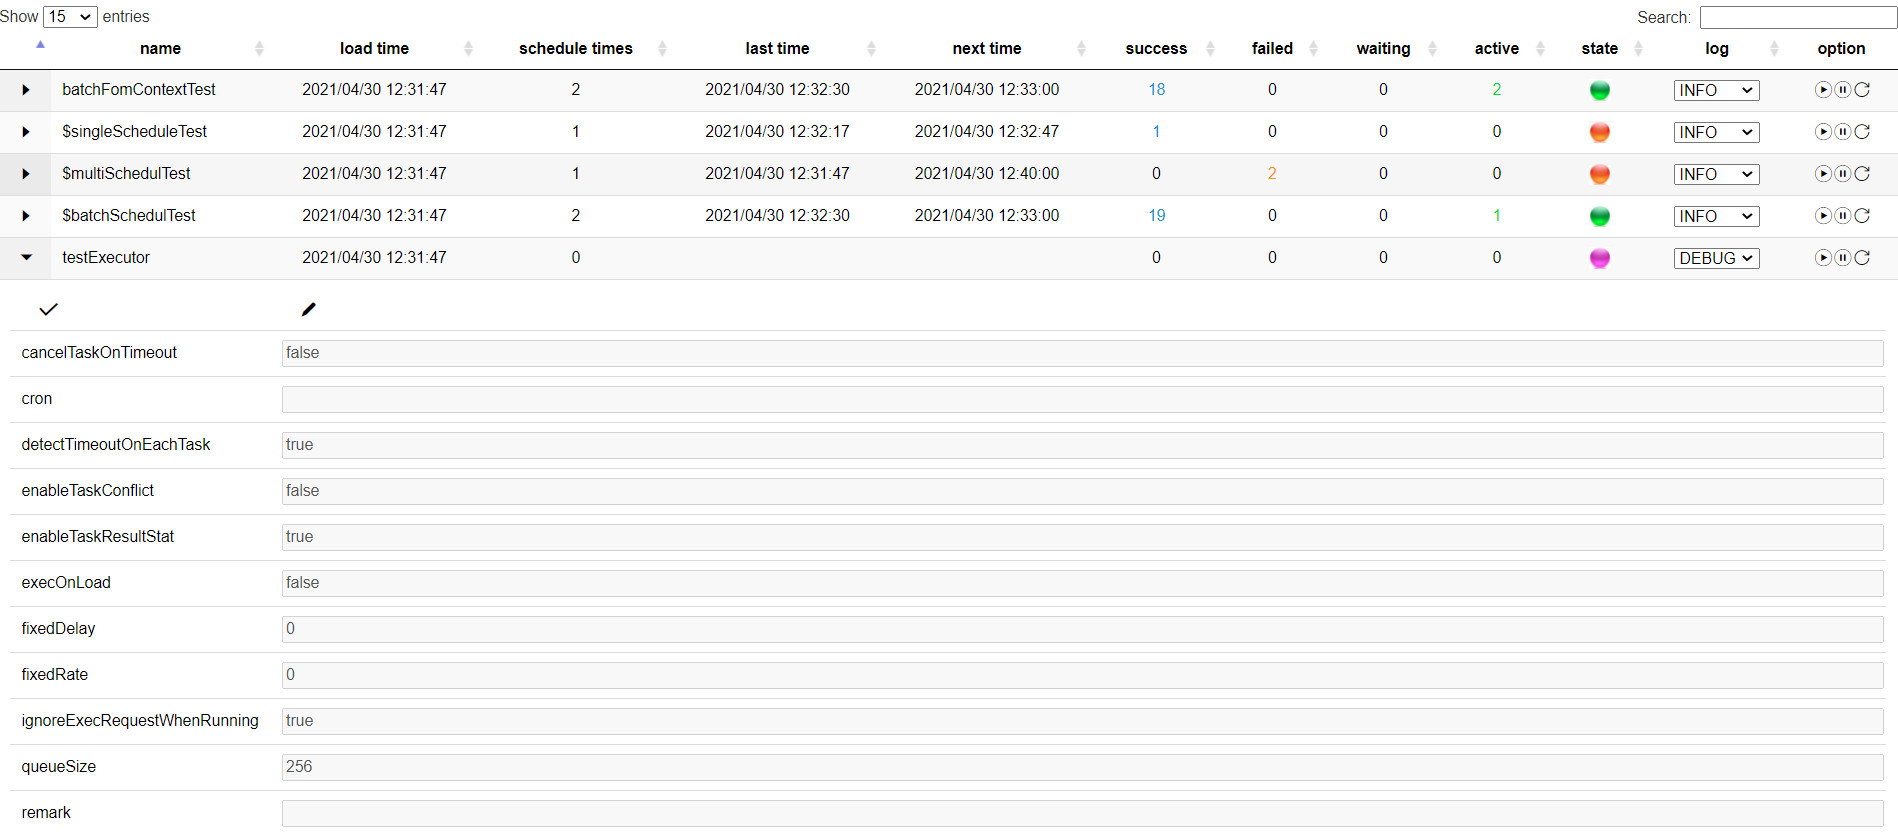 Show 15 entries Search:
name load time schedule times last time next time success failed waiting active state log option
batchFomContextTest 2021/04/30 12:31:47 2 2021/04/30 12:32:30 2021/04/30 12:33:00 18 0 0 2 INFO
$singleScheduleTest 2021/04/30 12:31:47 1 2021/04/30 12:32:17 2021/04/30 12:32:47 1 0 0 0 INFO
$multiSchedulTest 2021/04/30 12:31:47 1 2021/04/30 12:31:47 2021/04/30 12:40:00 0 2 0 0 INFO
$batchSchedulTest 2021/04/30 12:31:47 2 2021/04/30 12:32:30 2021/04/30 12:33:00 19 0 0 1 INFO
testExecutor 2021/04/30 12:31:47 0 0 0 0 0 DEBUG
cancelTaskOnTimeout false
cron
detectTimeoutOnEachTask true
enableTaskConflict false
enableTaskResultStat true
execOnLoad false
fixedDelay 0
fixedRate 0
ignoreExecRequestWhenRunning true
queueSize 256
remark